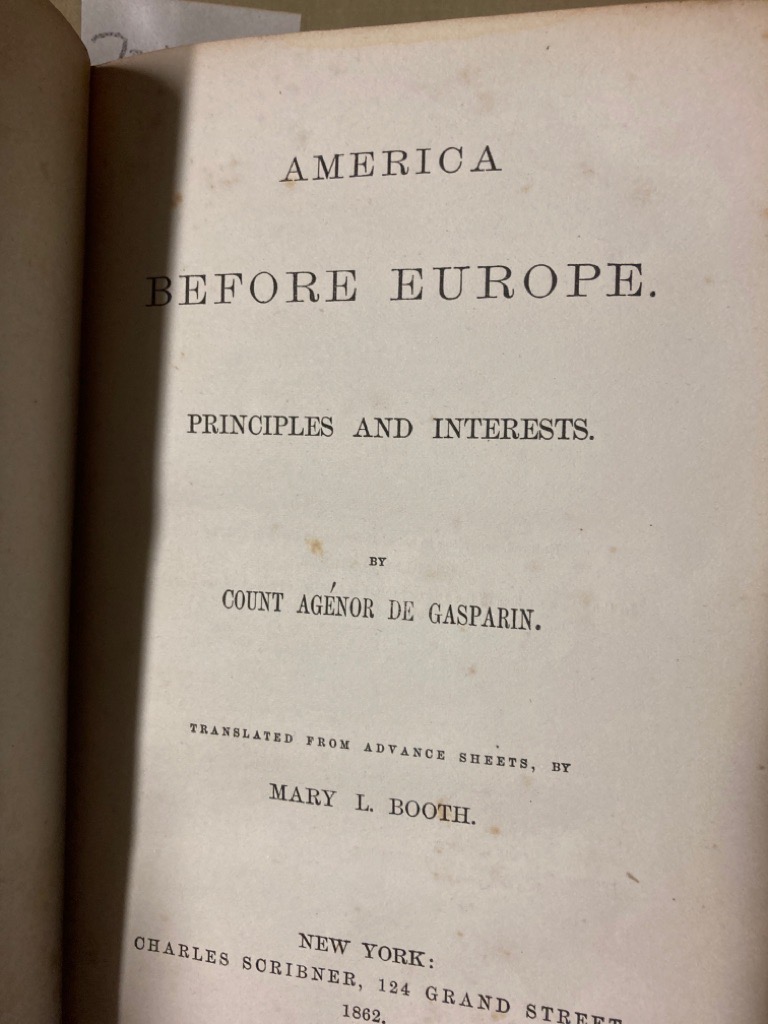 AMERICA
BEFORE EUROPE.
PRINCIPLES AND INTERESTS.
BY
COUNT AGÉNOR DE GASPARIN.
TRANSLATED FROM ADVANCE SHEETS, BY
MARY L. BOOTH.
NEW YORK:
CHARLES SCRIBNER, 124 GRAND STREET
1862.